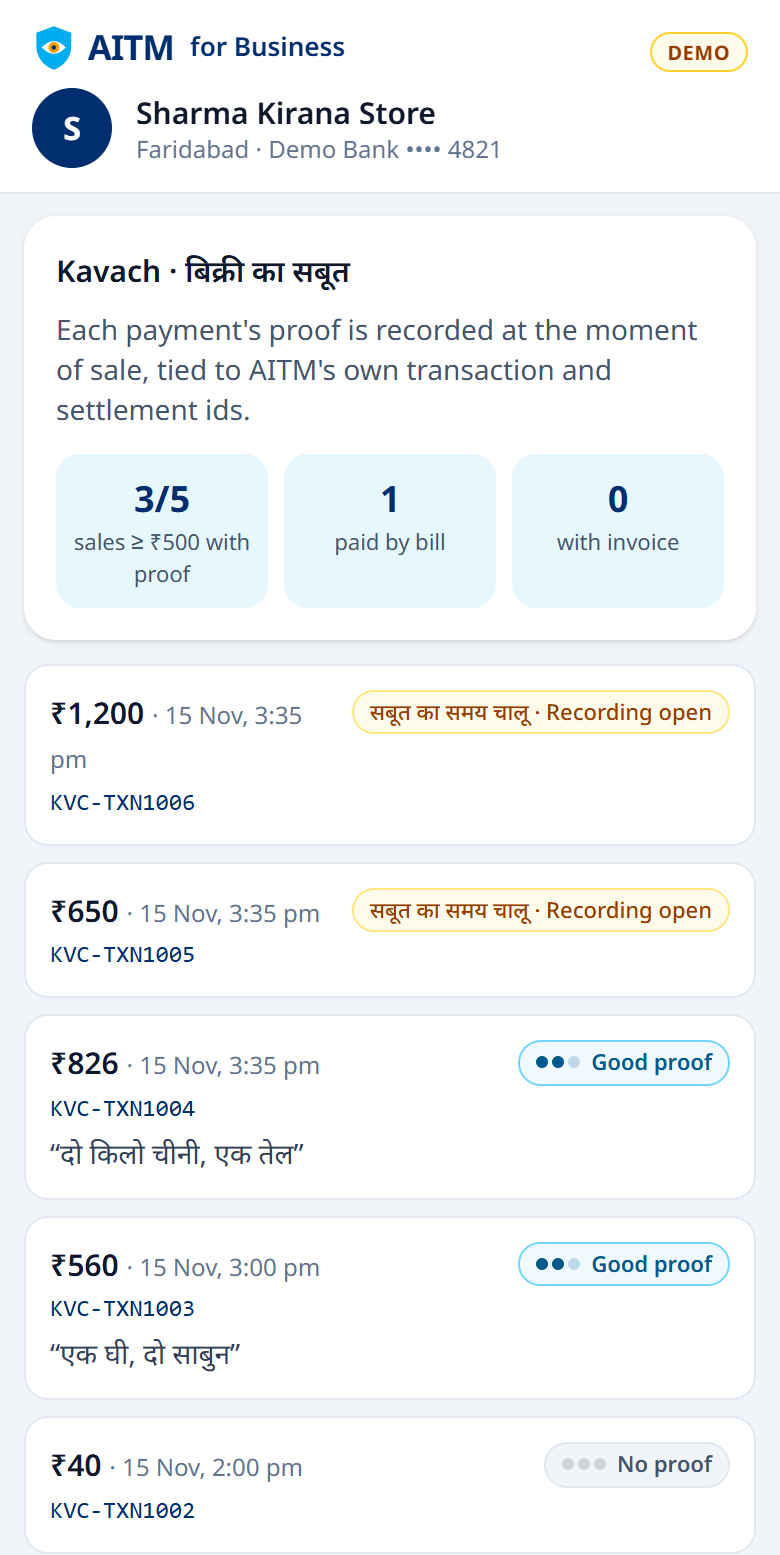 AITM for Business
DEMO
S
Sharma Kirana Store
Faridabad · Demo Bank •••• 4821
Kavach · बिक्री का सबूत
Each payment's proof is recorded at the moment
of sale, tied to AITM's own transaction and
settlement ids.
3/5
sales ≥ ₹500 with
proof
1
paid by bill
0
with invoice
₹1,200 · 15 Nov, 3:35
pm
सबूत का समय चालू · Recording open
KVC-TXN1006
₹650 · 15 Nov, 3:35 pm
सबूत का समय चालू · Recording open
KVC-TXN1005
₹826 · 15 Nov, 3:35 pm
Good proof
KVC-TXN1004
“दो किलो चीनी, एक तेल”
₹560 · 15 Nov, 3:00 pm
Good proof
KVC-TXN1003
“एक घी, दो साबुन”
₹40 · 15 Nov, 2:00 pm
No proof
KVC-TXN1002